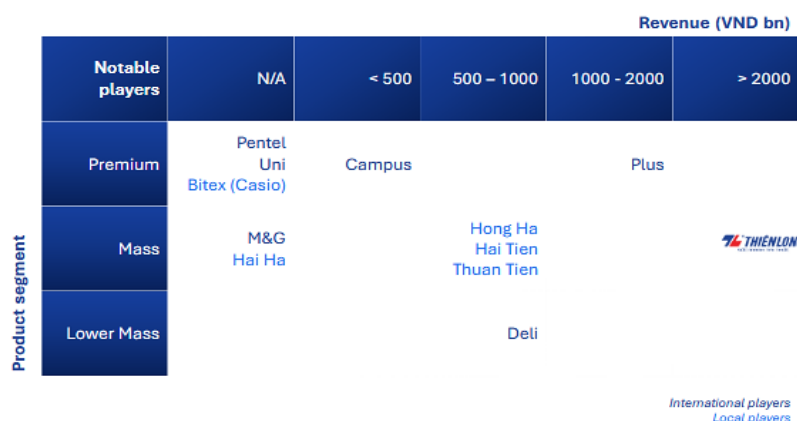 Revenue (VND bn)
Notable players
N/A
< 500
500 – 1000
1000 - 2000
> 2000
Product segment
Premium
Pentel
Uni
Bitex (Casio)
Campus
Plus
Mass
M&G
Hai Ha
Hong Ha
Hai Tien
Thuan Tien
THIÊN LON
Lower Mass
Deli
International players
Local players